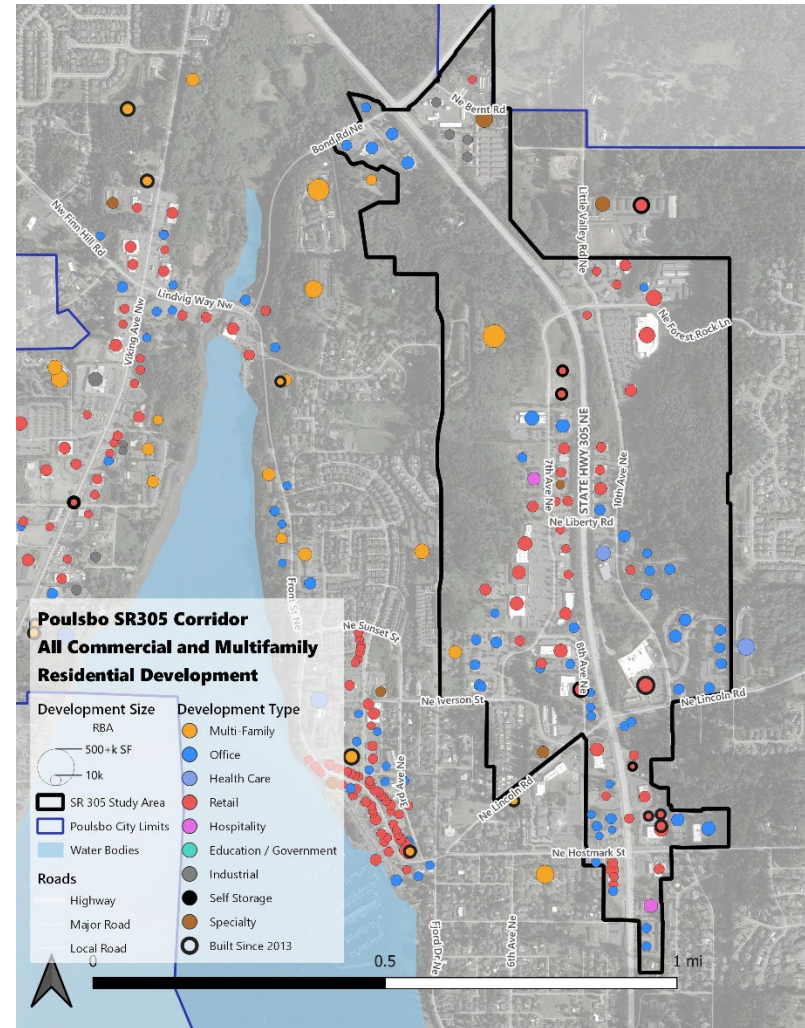 Ne Bernt Rd
Bond Rd Ne
Little Valley Rd Ne
Nw Finn Hill Rd
Lindvig Way Nw
Viking Ave Nw
Ne Forest Rock Ln
STATE HWY 305 NE
7th Ave Ne
10th Ave Ne
Ne Liberty Rd
Front St Ne
Ne Sunset St
8th Ave Ne
Ne Iverson St
Ne Lincoln Rd
3rd Ave Ne
Ne Lincoln Rd
Ne Hostmark St
Fjord Dr Ne
6th Ave Ne
Poulsbo SR305 Corridor
All Commercial and Multifamily
Residential Development
Development Size
RBA
500+k SF
10k
SR 305 Study Area
Poulsbo City Limits
Water Bodies
Roads
Highway
Major Road
Local Road
Development Type
Multi-Family
Office
Health Care
Retail
Hospitality
Education / Government
Industrial
Self Storage
Specialty
Built Since 2013
0
0.5
1 mi